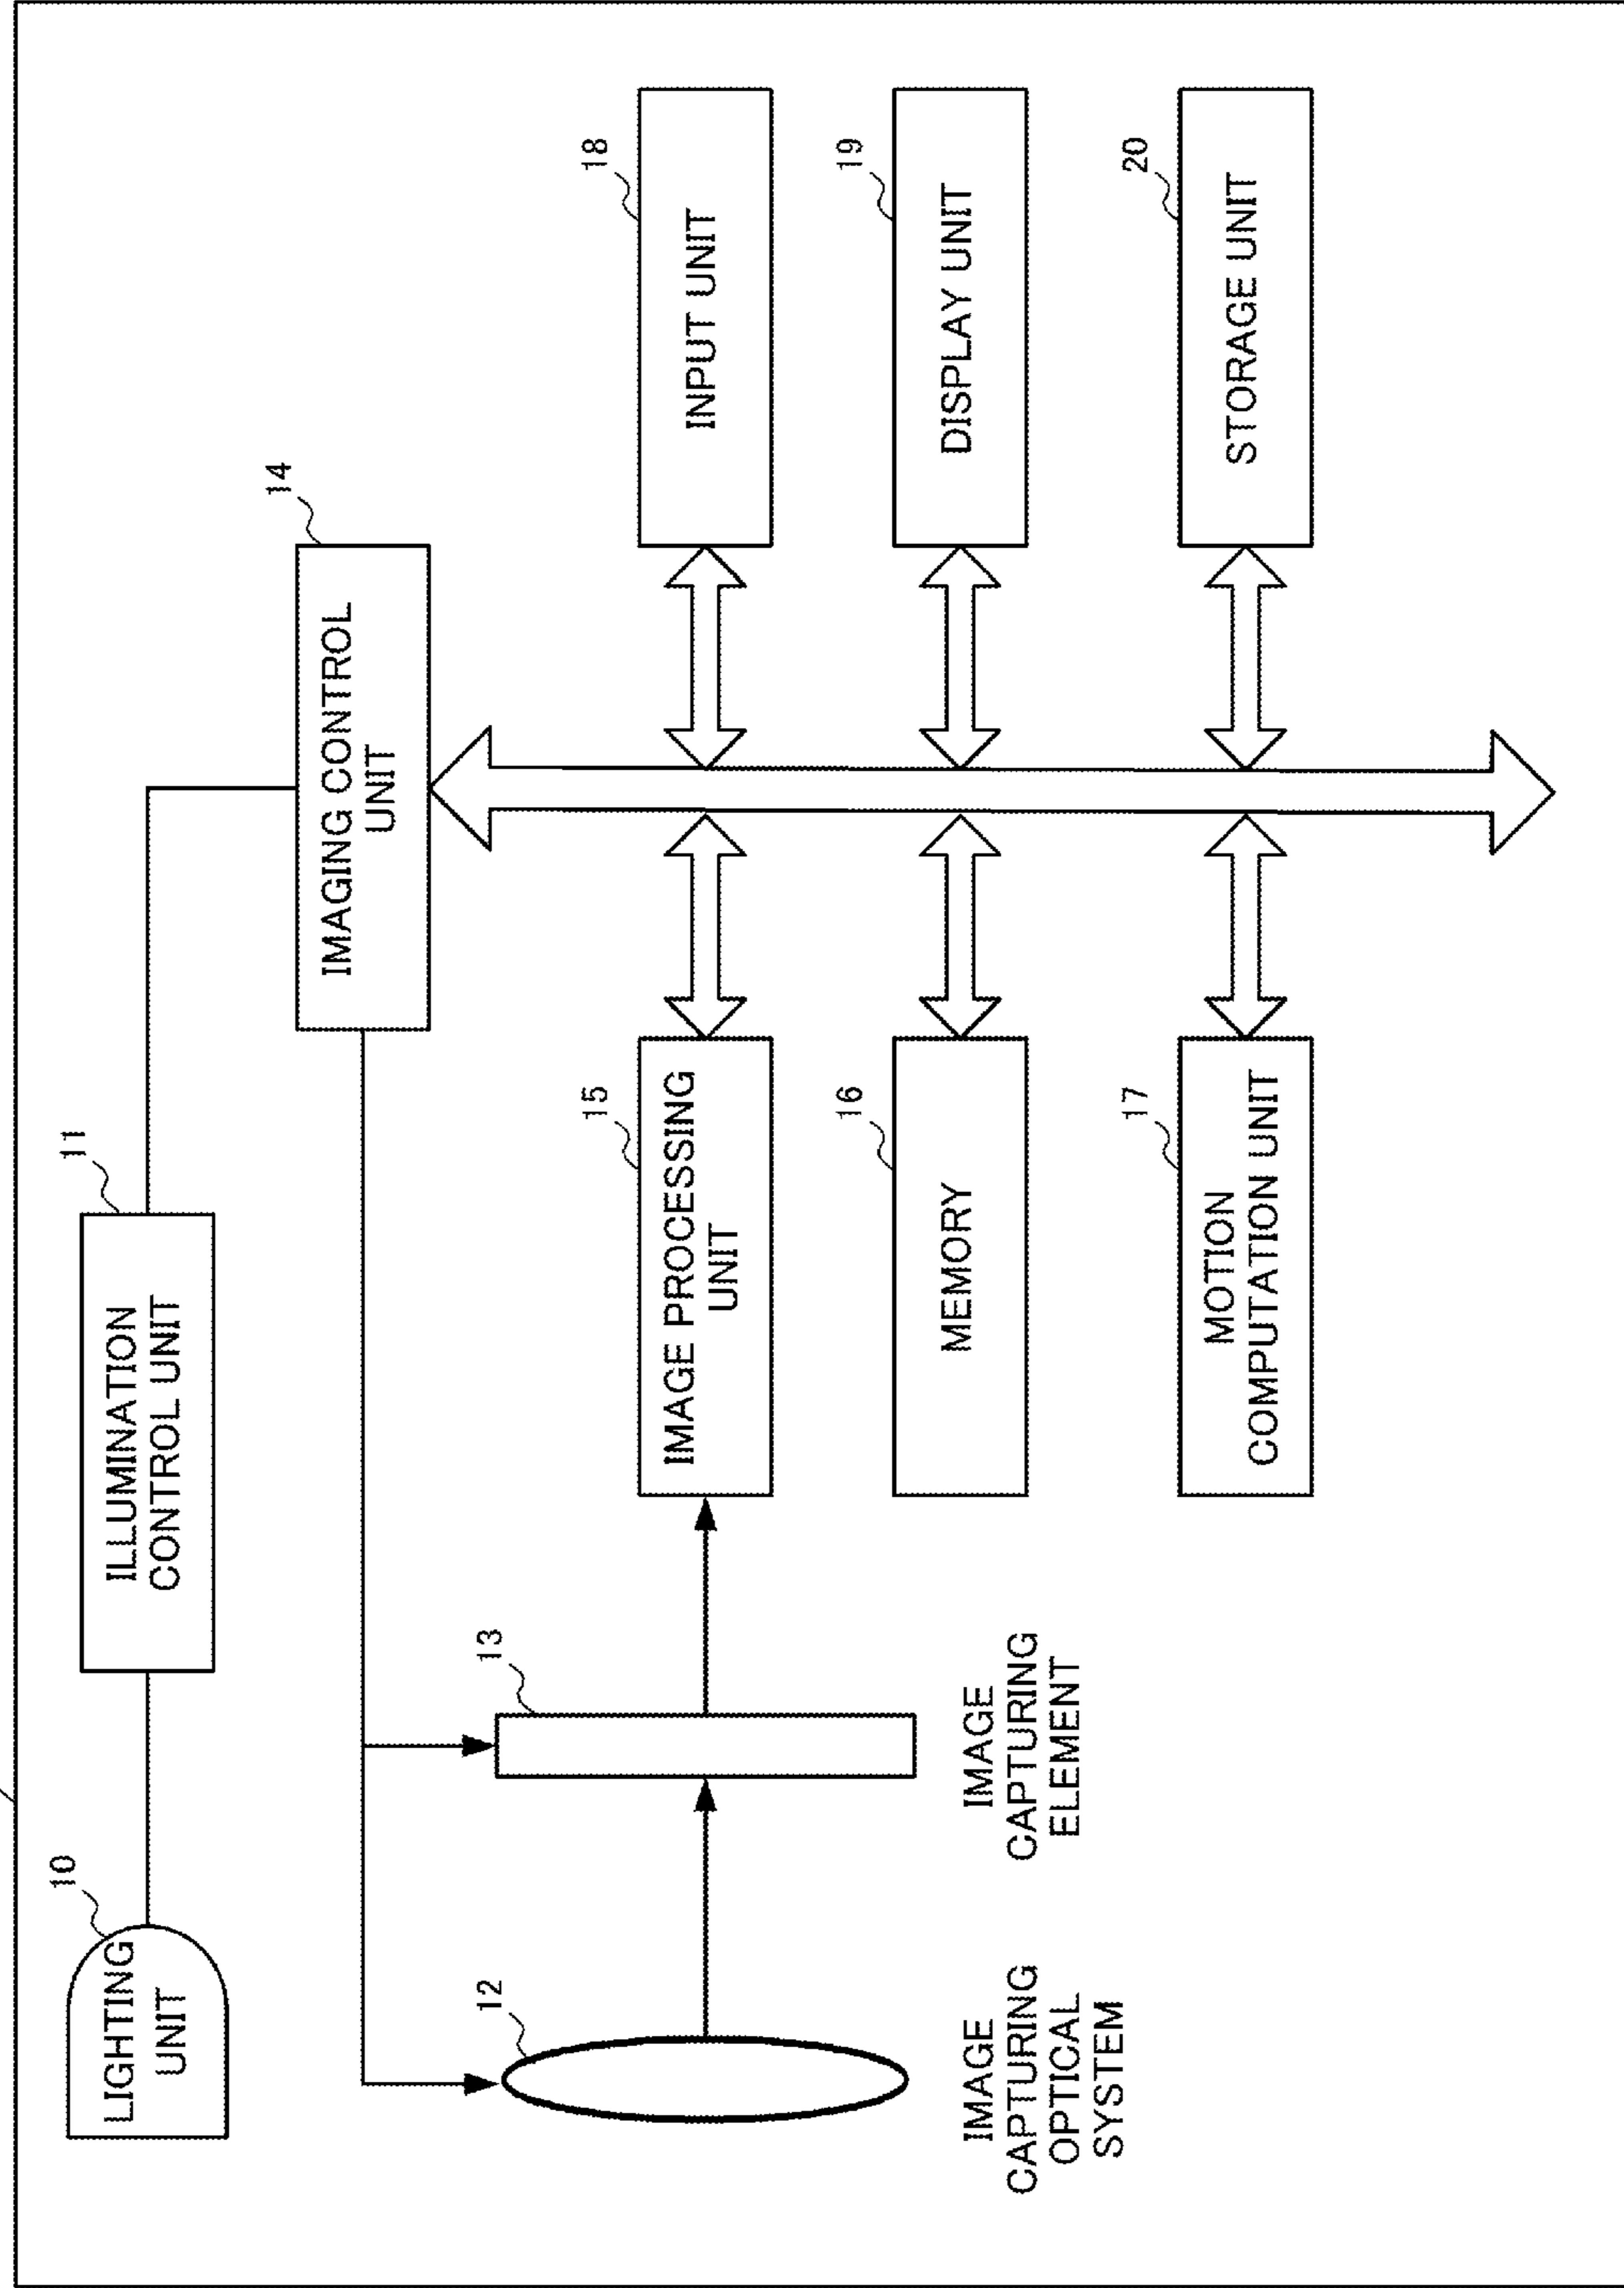 10
LIGHTING
UNIT
11
ILLUMINATION
CONTROL UNIT
14
IMAGING CONTROL
UNIT
12
IMAGE
CAPTURING
OPTICAL
SYSTEM
13
IMAGE
CAPTURING
ELEMENT
15
IMAGE PROCESSING
UNIT
18
INPUT UNIT
16
MEMORY
19
DISPLAY UNIT
17
MOTION
COMPUTATION UNIT
20
STORAGE UNIT